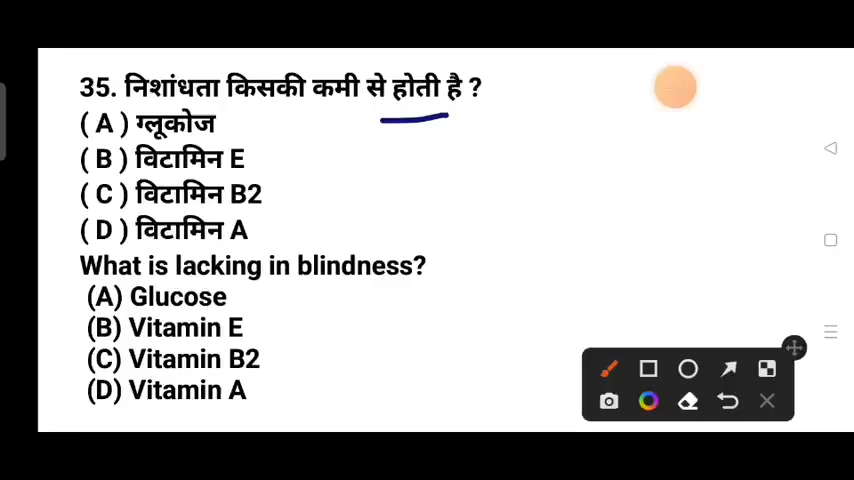 35. निशांधता किसकी कमी से होती है ?
( A ) ग्लूकोज
( B ) विटामिन E
( C ) विटामिन B2
( D ) विटामिन A
What is lacking in blindness?
(A) Glucose
(B) Vitamin E
(C) Vitamin B2
(D) Vitamin A